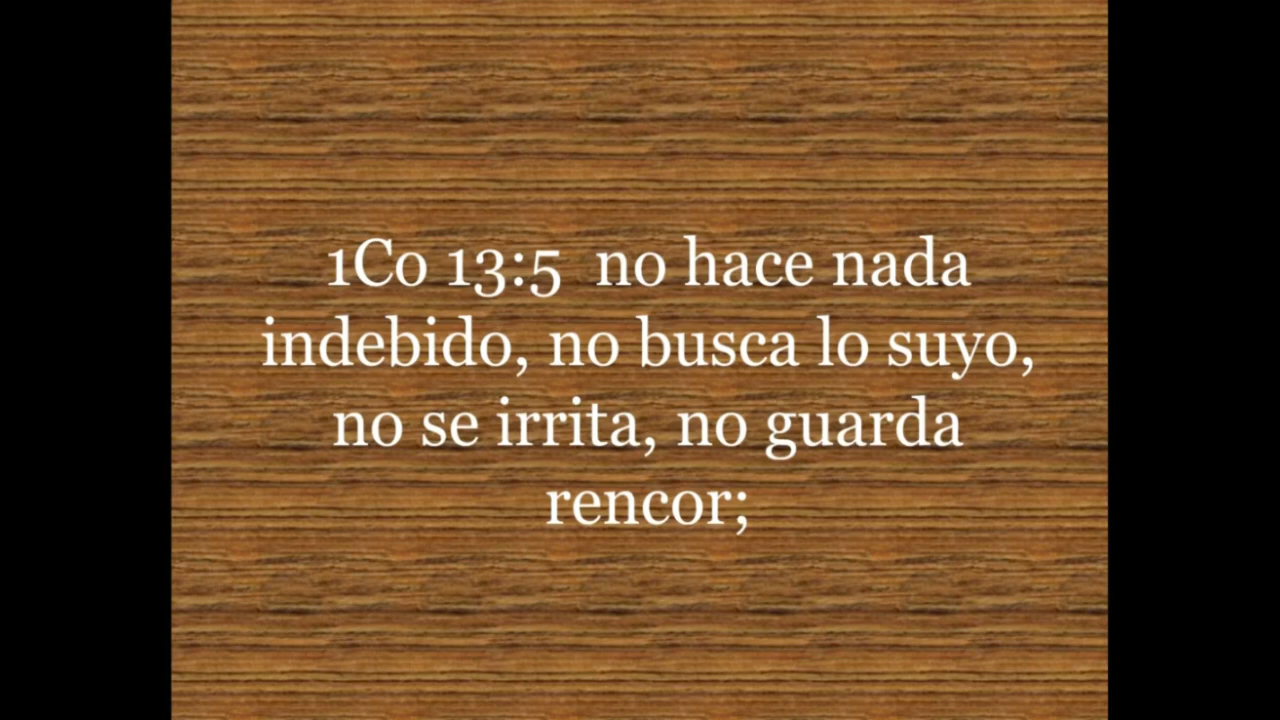 1Co 13:5  no hace nada
indebido, no busca lo suyo,
no se irrita, no guarda
rencor;